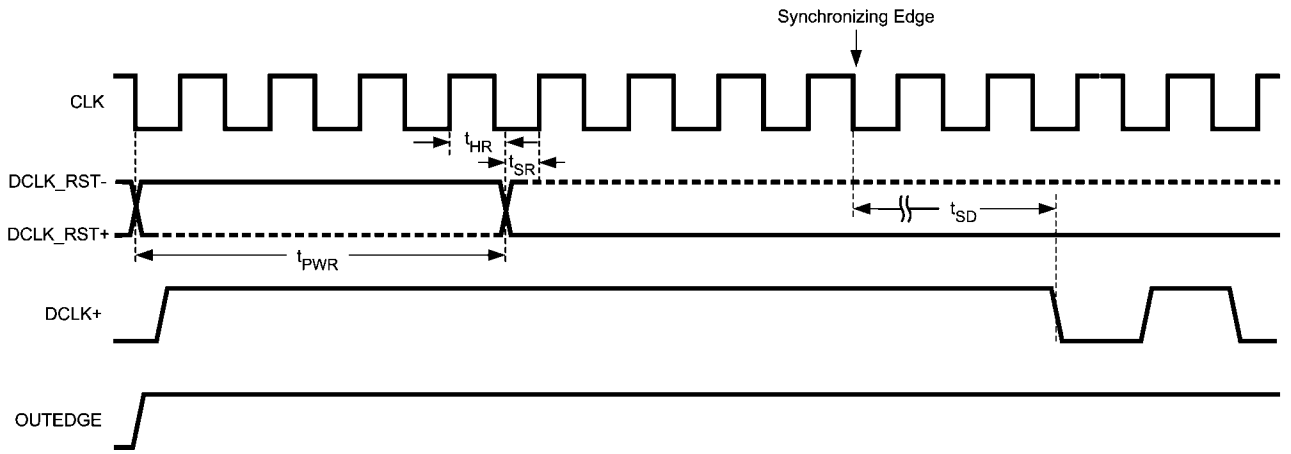 Synchronizing Edge
CLK
tHR
tSR
DCLK_RST-
tSD
DCLK_RST+
tPWR
DCLK+
OUTEDGE